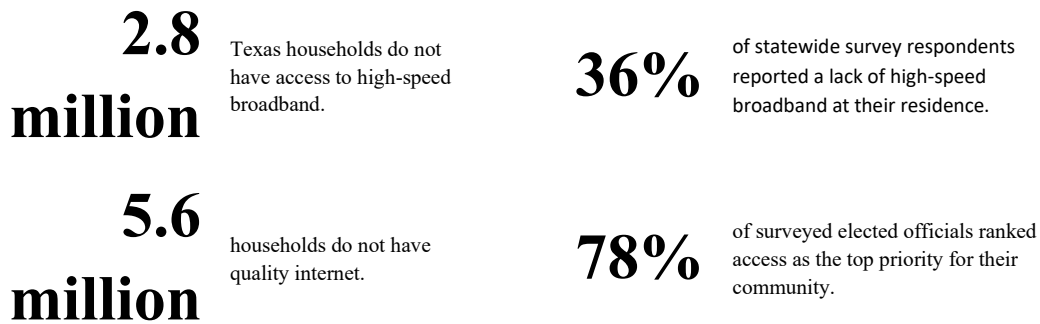 2.8
million
Texas households do not
have access to high-speed
broadband.
36%
of statewide survey respondents
reported a lack of high-speed
broadband at their residence.
5.6
million
households do not have
quality internet.
78%
of surveyed elected officials ranked
access as the top priority for their
community.